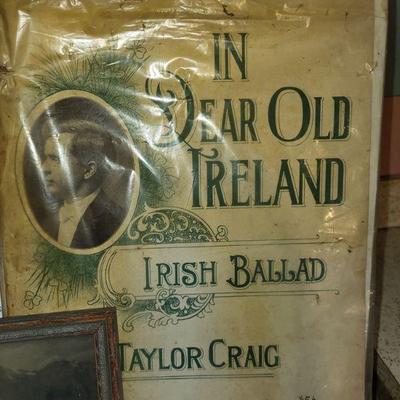 IN
DEAR OLD
IRELAND
IRISH BALLAD
TAYLOR CRAIG